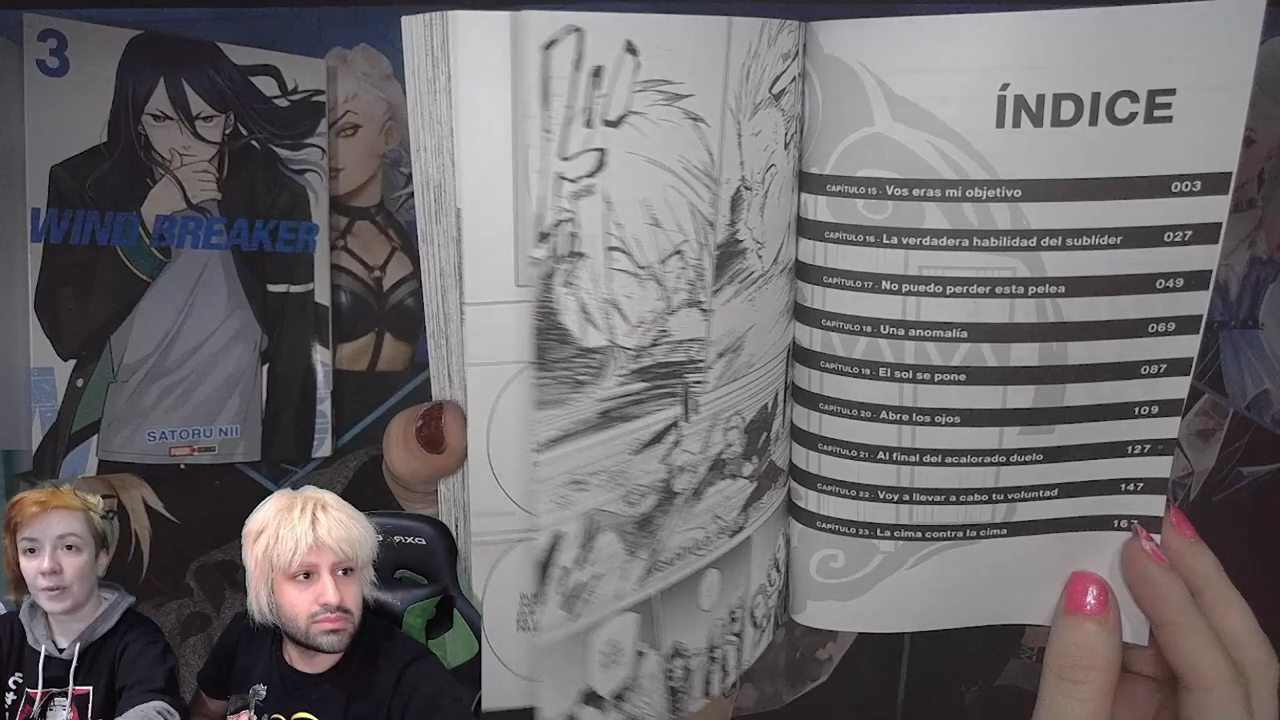 3
WIND BREAKER
SATORU NII
ÍNDICE
CAPÍTULO 15 - Vos eras mi objetivo 003
CAPÍTULO 16 - La verdadera habilidad del sublíder 027
CAPÍTULO 17 - No puedo perder esta pelea 049
CAPÍTULO 18 - Una anomalía 069
CAPÍTULO 19 - El sol se pone 087
CAPÍTULO 20 - Abre los ojos 109
CAPÍTULO 21 - Al final del acalorado duelo 127
CAPÍTULO 22 - Voy a llevar a cabo tu voluntad 147
CAPÍTULO 23 - La cima contra la cima 167